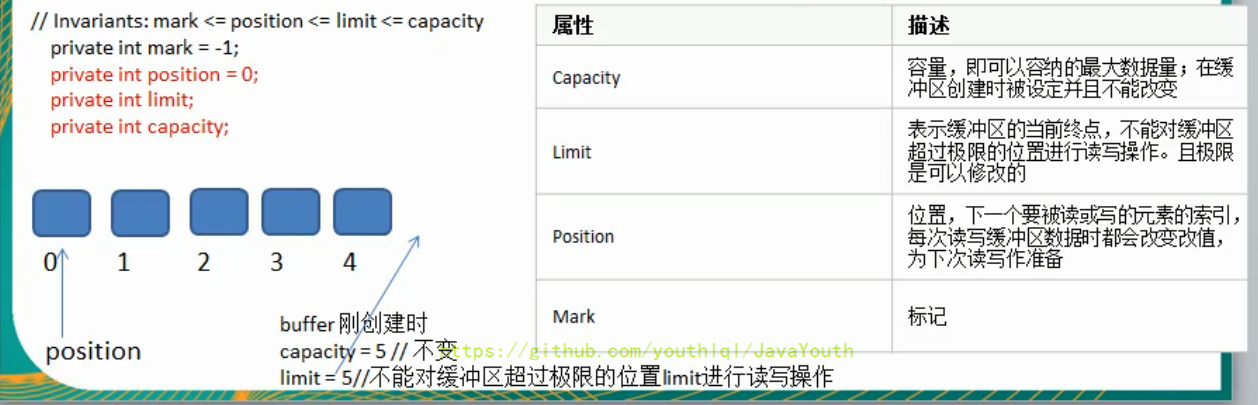 // Invariants: mark <= position <= limit <= capacity
private int mark = -1;
private int position = 0;
private int limit;
private int capacity;
0 1 2 3 4
position
buffer 刚创建时
capacity = 5 // 不变
limit = 5//不能对缓冲区超过极限的位置limit进行读写操作
属性 描述
Capacity
容量，即可以容纳的最大数据量；在缓
冲区创建时被设定并且不能改变
Limit
表示缓冲区的当前终点，不能对缓冲区
超过极限的位置进行读写操作。且极限
是可以修改的
Position
位置，下一个要被读或写的元素的索引，
每次读写缓冲区数据时都会改变改值，
为下次读写作准备
Mark 标记
https://github.com/youthlql/JavaYouth